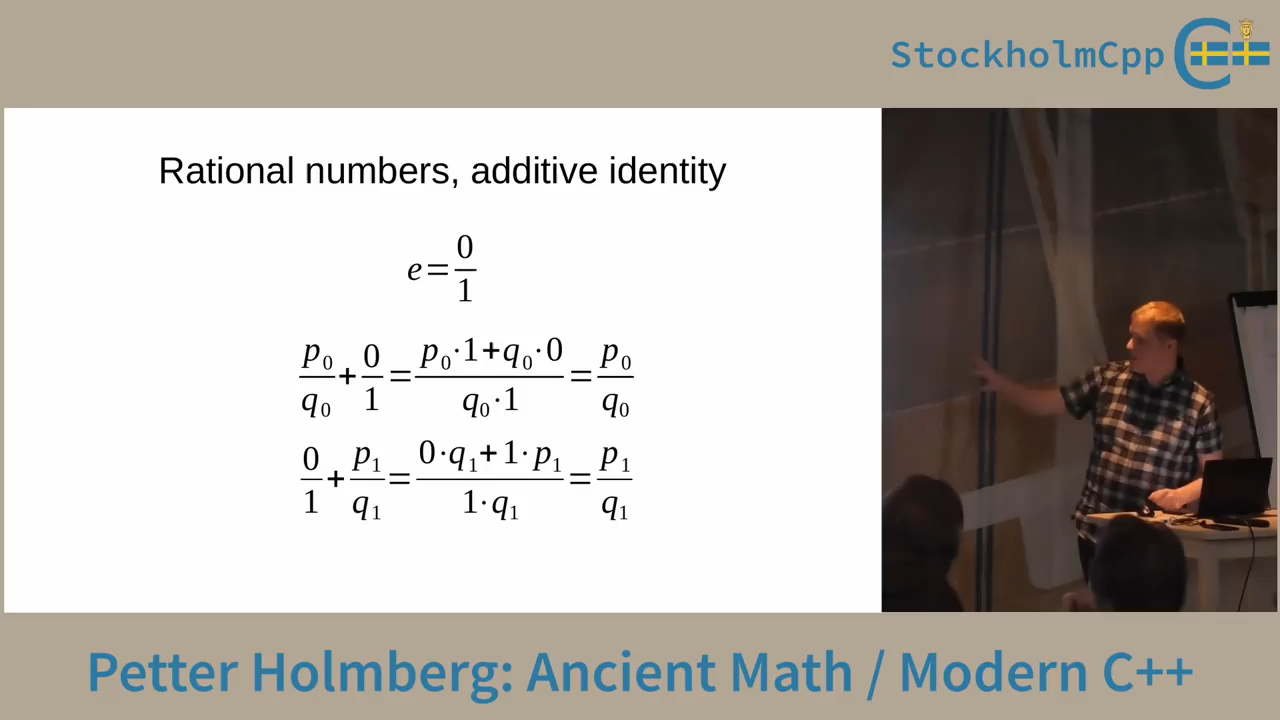 StockholmCpp
Rational numbers, additive identity
e=0/1
p₀/q₀+0/1=(p₀·1+q₀·0)/(q₀·1)=p₀/q₀
0/1+p₁/q₁=(0·q₁+1·p₁)/(1·q₁)=p₁/q₁
Petter Holmberg: Ancient Math / Modern C++